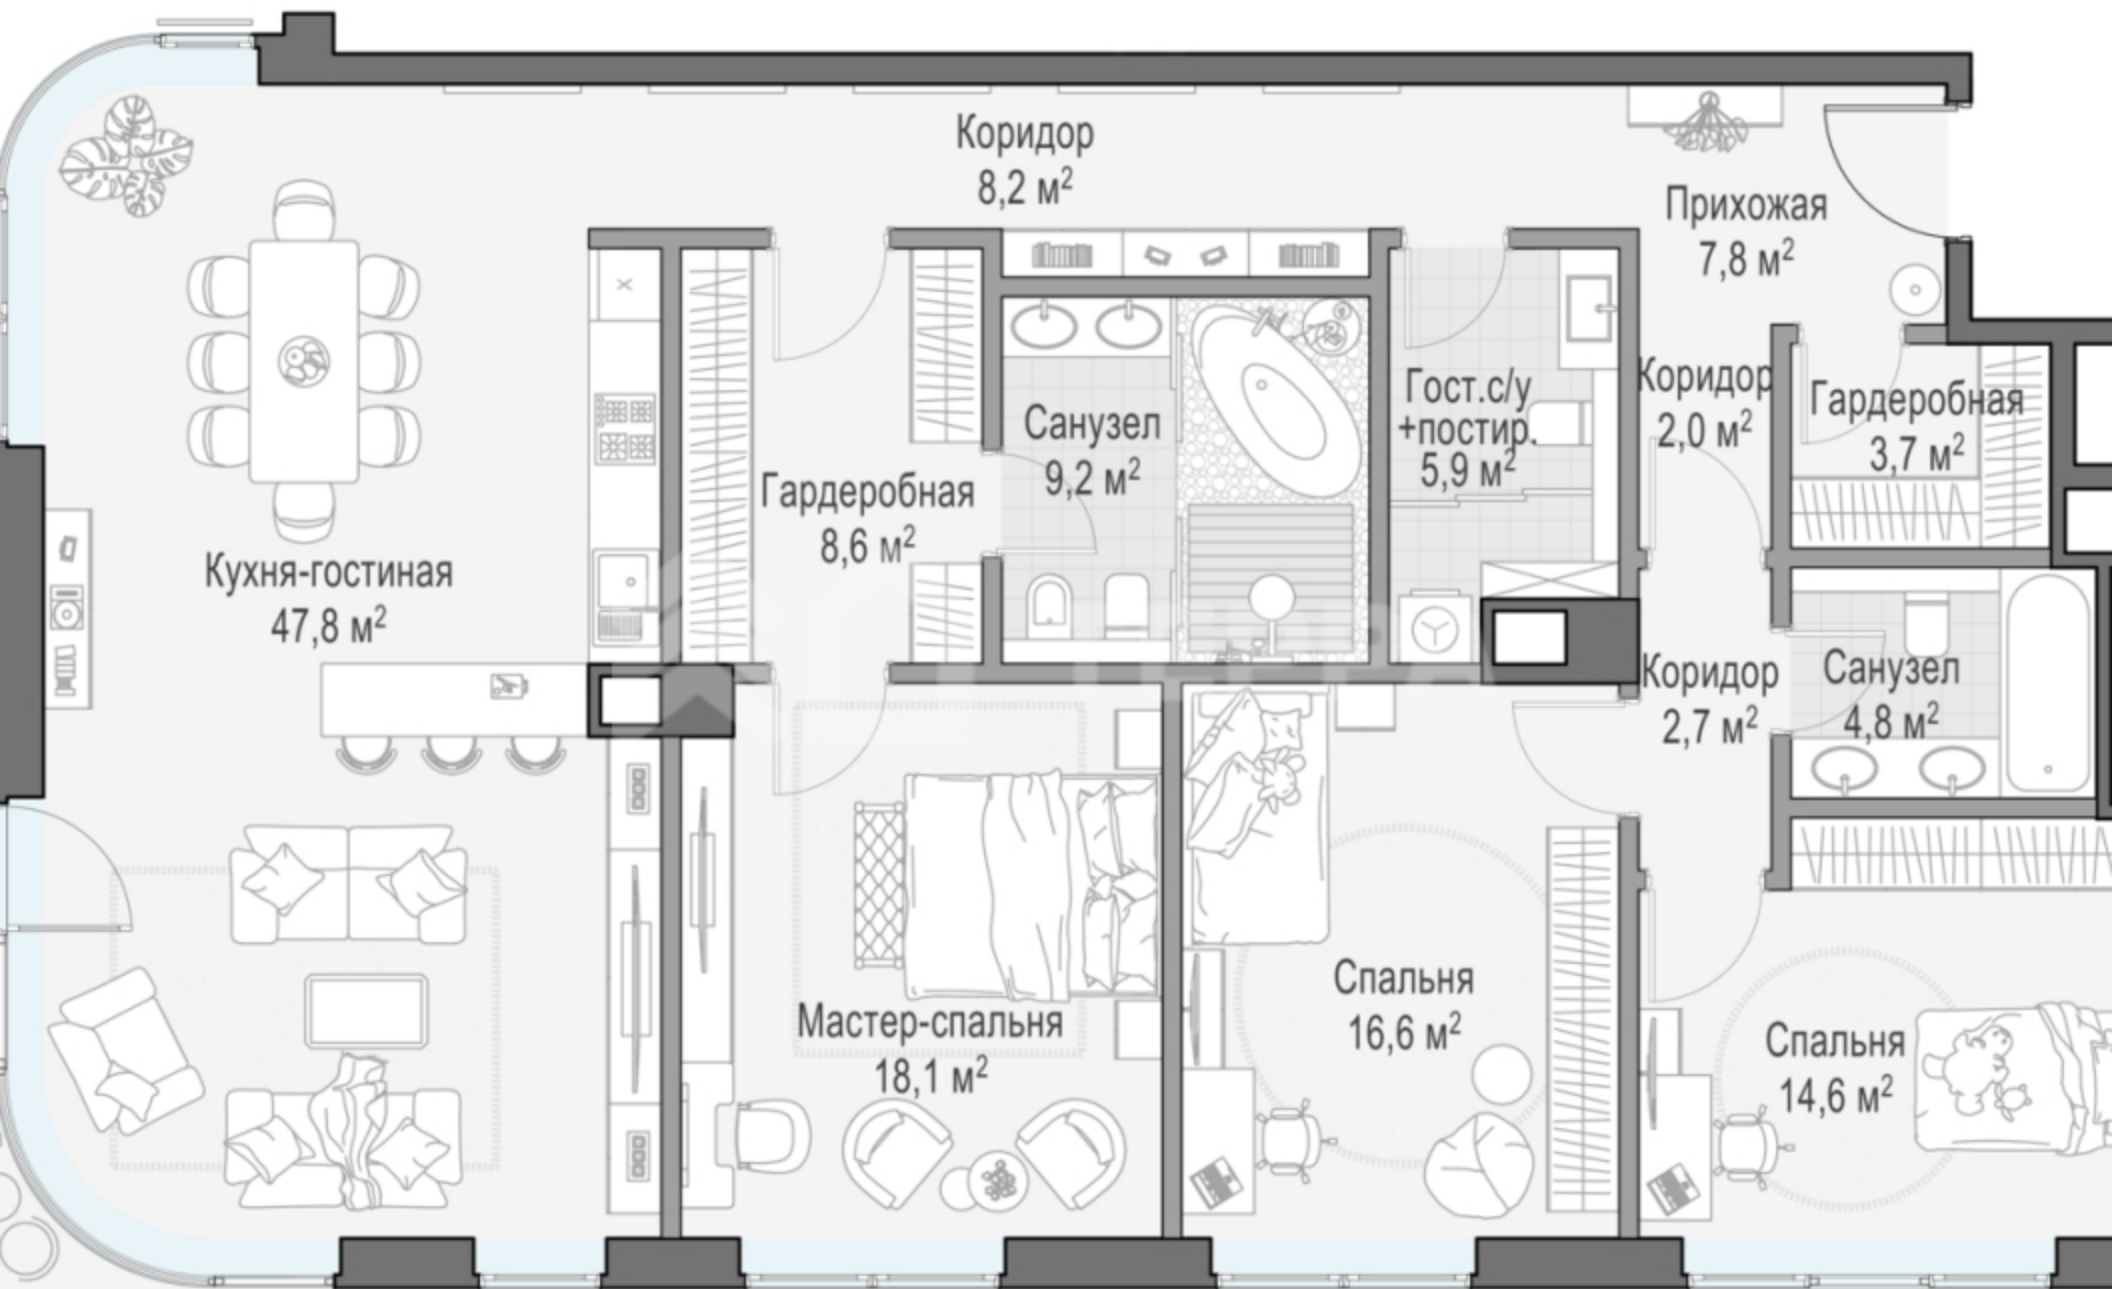 Коридор
8,2 м²
Прихожая
7,8 м²
Коридор
2,0 м²
Гардеробная
3,7 м²
Гост.с/у
+постир.
5,9 м²
Санузел
9,2 м²
Гардеробная
8,6 м²
Кухня-гостиная
47,8 м²
Коридор
2,7 м²
Санузел
4,8 м²
Мастер-спальня
18,1 м²
Спальня
16,6 м²
Спальня
14,6 м²